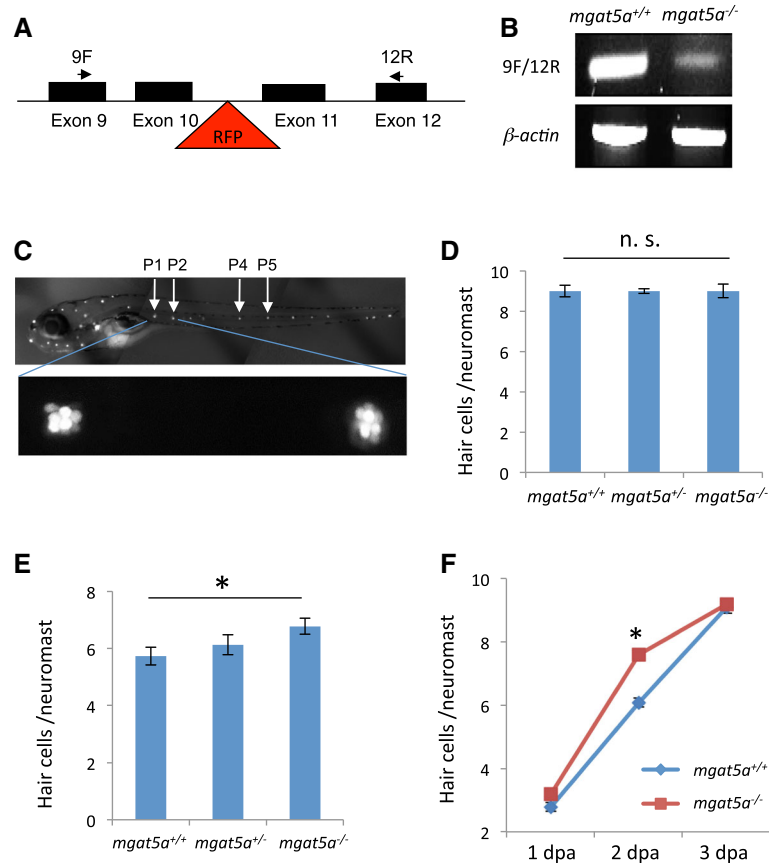 A
9F
12R
Exon 9
Exon 10
Exon 11
Exon 12
RFP
B
mgat5a+/+
mgat5a-/-
9F/12R
β-actin
C
P1
P2
P4
P5
D
n. s.
Hair cells /neuromast
10
8
6
4
2
0
mgat5a+/+
mgat5a+/-
mgat5a-/-
E
*
Hair cells /neuromast
8
6
4
2
0
mgat5a+/+
mgat5a+/-
mgat5a-/-
F
*
Hair cells /neuromast
10
8
6
4
2
mgat5a+/+
mgat5a-/-
1 dpa
2 dpa
3 dpa